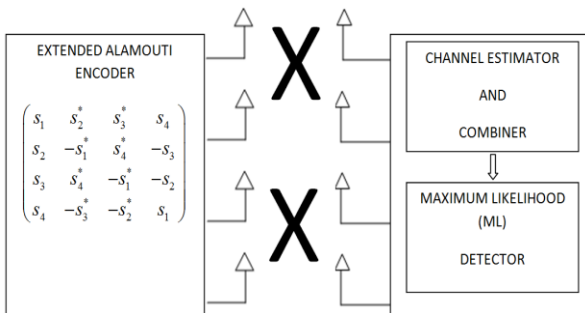 EXTENDED ALAMOUTI
ENCODER
s₁ s₂* s₃* s₄
s₂ −s₁* s₄* −s₃
s₃ s₄* −s₁* −s₂
s₄ −s₃* −s₂* s₁
X
X
CHANNEL ESTIMATOR
AND
COMBINER
MAXIMUM LIKELIHOOD
(ML)
DETECTOR